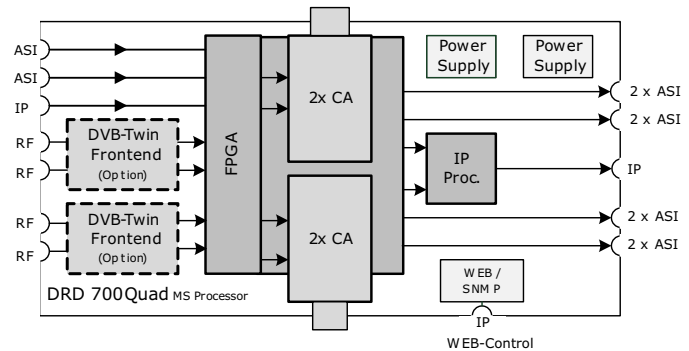 ASI
ASI
IP
RF
RF
RF
RF
DVB-Twin
Frontend
(Option)
DVB-Twin
Frontend
(Option)
FPGA
2x CA
2x CA
Power
Supply
Power
Supply
IP
Proc.
2 x ASI
2 x ASI
IP
2 x ASI
2 x ASI
WEB /
SNMP
IP
WEB-Control
DRD 700Quad MS Processor